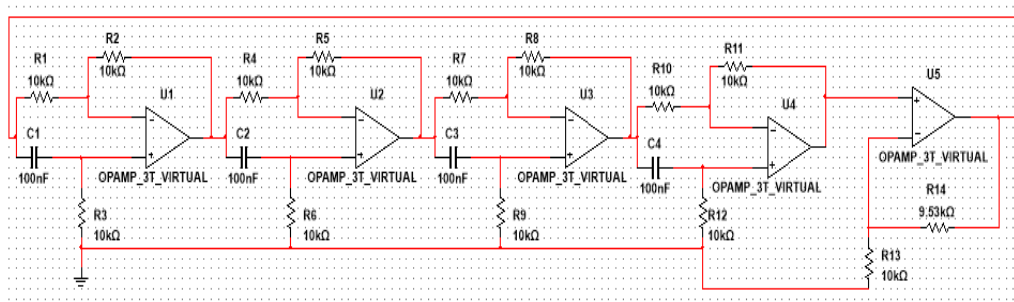 R2
10kΩ
R1
10kΩ
U1
C1
100nF
OPAMP_3T_VIRTUAL
R3
10kΩ
R5
10kΩ
R4
10kΩ
U2
C2
100nF
OPAMP_3T_VIRTUAL
R6
10kΩ
R8
10kΩ
R7
10kΩ
U3
C3
100nF
OPAMP_3T_VIRTUAL
R9
10kΩ
R11
10kΩ
R10
10kΩ
U4
C4
100nF
OPAMP_3T_VIRTUAL
R12
10kΩ
U5
OPAMP_3T_VIRTUAL
R14
9.53kΩ
R13
10kΩ